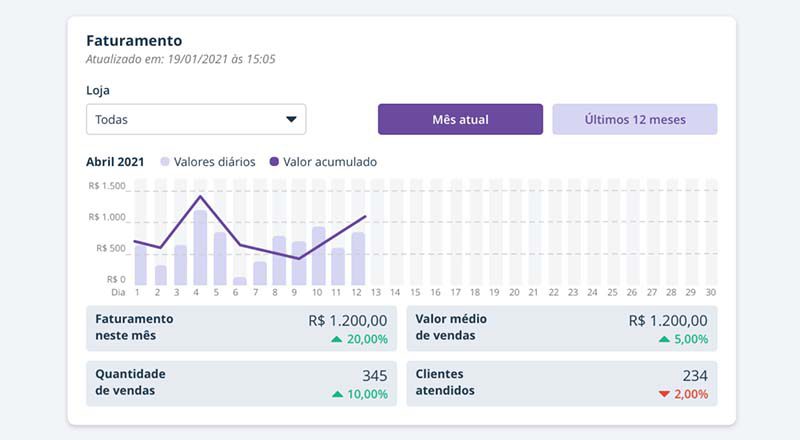 Faturamento
Atualizado em: 19/01/2021 às 15:05
Loja
Todas
Mês atual
Últimos 12 meses
Abril 2021 Valores diários Valor acumulado
R$ 1.500
R$ 1.000
R$ 500
R$ 0
Dia 1 2 3 4 5 6 7 8 9 10 11 12 13 14 15 16 17 18 19 20 21 22 23 24 25 26 27 28 29 30
Faturamento
neste mês
R$ 1.200,00
20,00%
Valor médio
de vendas
R$ 1.200,00
5,00%
Quantidade
de vendas
345
10,00%
Clientes
atendidos
234
2,00%